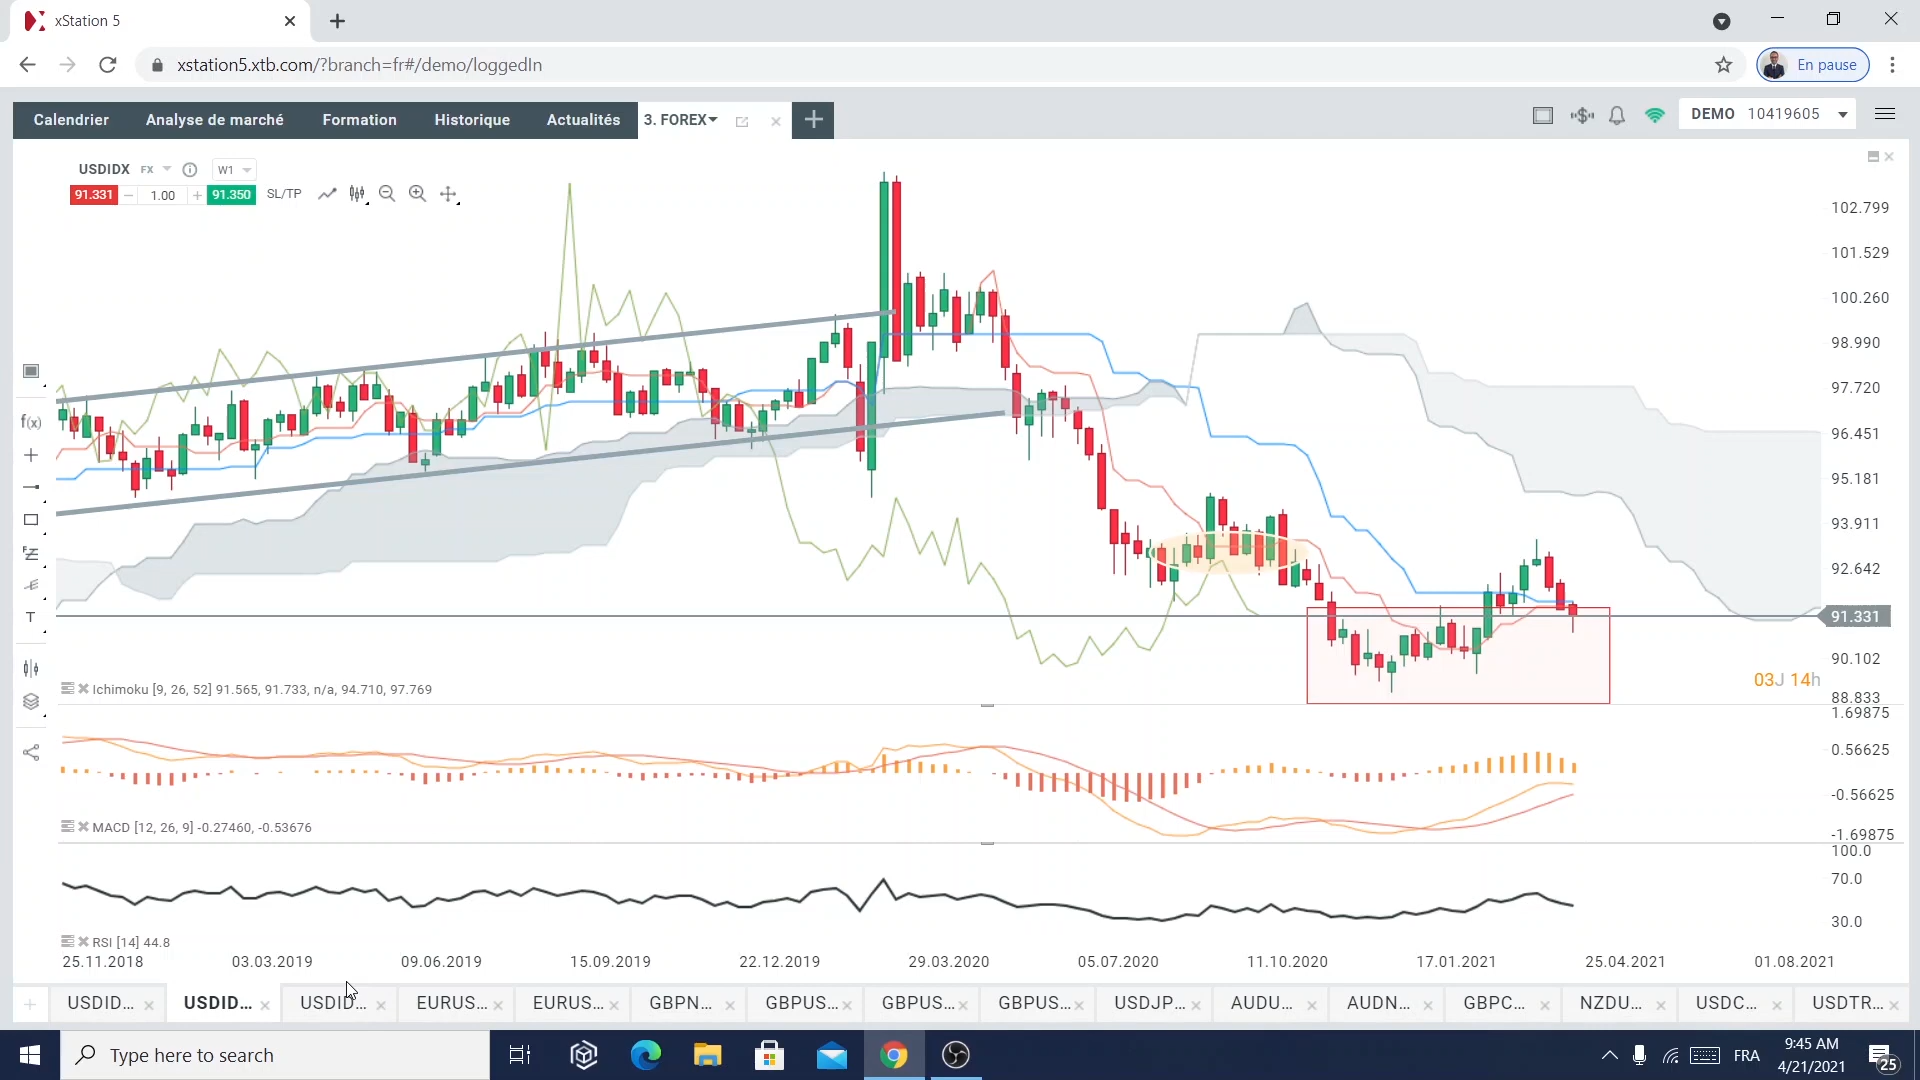 xStation 5
xstation5.xtb.com/?branch=fr#/demo/loggedIn
En pause
Calendrier Analyse de marché Formation Historique Actualités 3. FOREX
DEMO 10419605
USDIDX FX W1
91.331 1.00 91.350 SL/TP
102.799
101.529
100.260
98.990
97.720
96.451
95.181
93.911
92.642
91.331
90.102
03J 14h
88.833
f(x)
T
Ichimoku [9, 26, 52] 91.565, 91.733, n/a, 94.710, 97.769
1.69875
0.56625
-0.56625
-1.69875
MACD [12, 26, 9] -0.27460, -0.53676
100.0
70.0
30.0
RSI [14] 44.8
25.11.2018 03.03.2019 09.06.2019 15.09.2019 22.12.2019 29.03.2020 05.07.2020 11.10.2020 17.01.2021 25.04.2021 01.08.2021
USDID... USDID... USDID... EURUS... EURUS... GBPN... GBPUS... GBPUS... GBPUS... USDJP... AUDU... AUDN... GBPC... NZDU... USDC... USDTR...
Type here to search
FRA
9:45 AM
4/21/2021
25